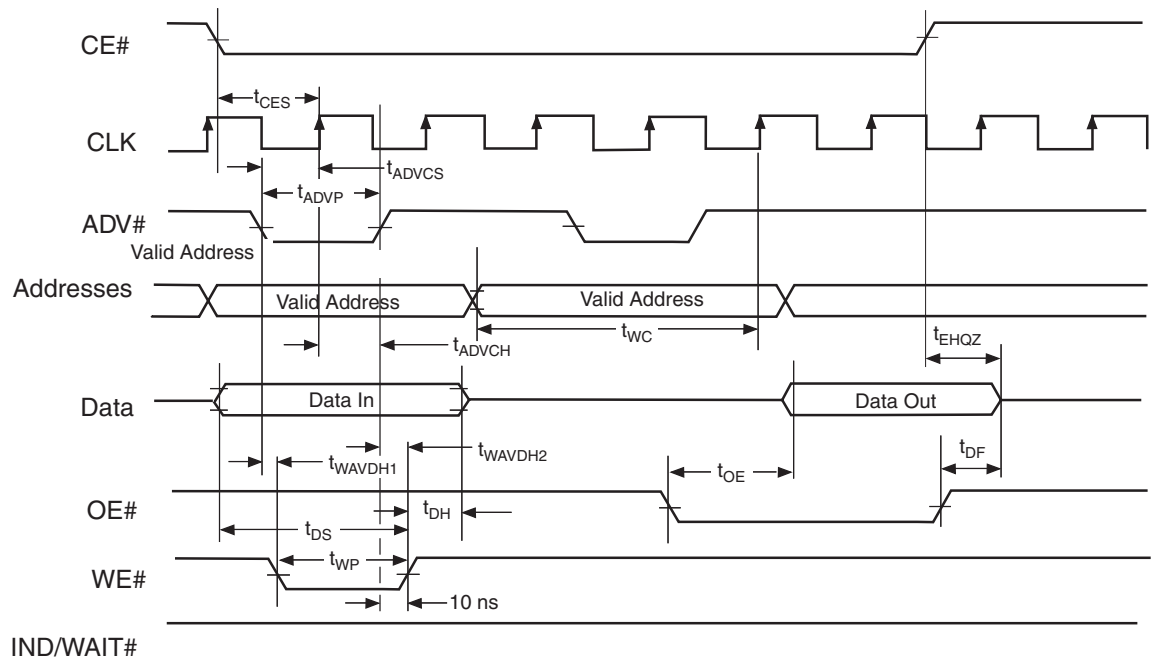 CE#
tCES
CLK
tADVCS
tADVP
ADV#
Valid Address
Addresses
Valid Address
Valid Address
tWC
tADVCH
tEHQZ
Data
Data In
Data Out
tWAVDH1
tWAVDH2
tOE
tDF
OE#
tDH
tDS
tWP
WE#
10 ns
IND/WAIT#